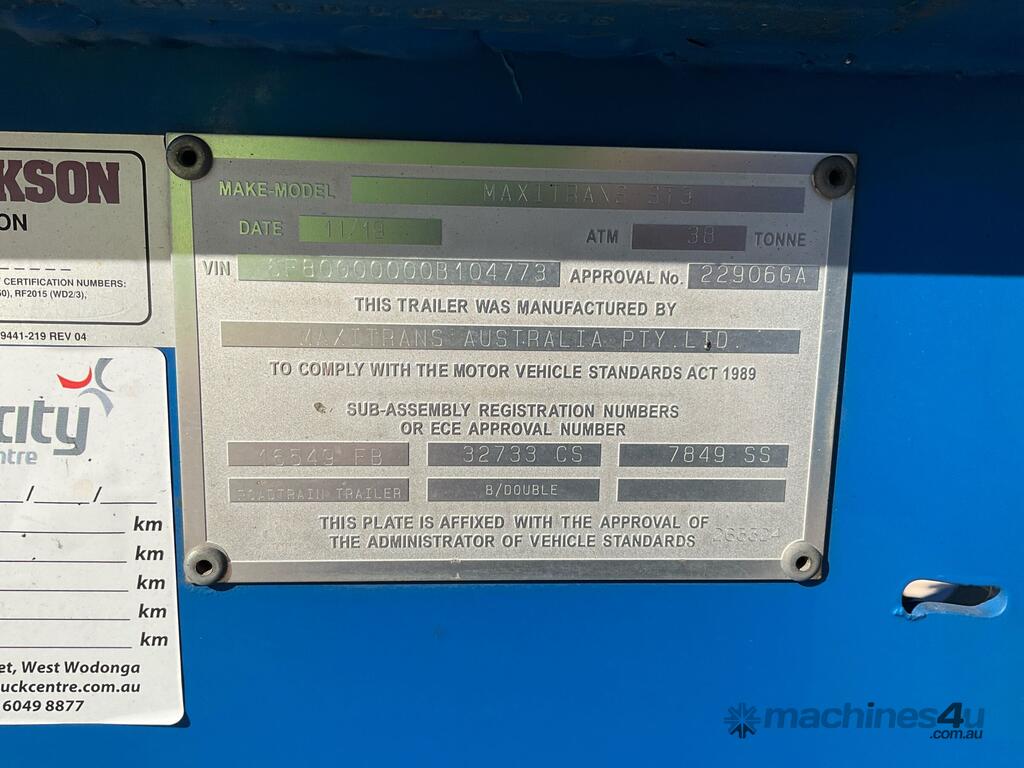 KSON
ON
CERTIFICATION NUMBERS:
RF2015 (WD2/3),
9441-219 REV 04
MAKE-MODEL MAXITRANS ST3
DATE 11/19
ATM 38 TONNE
VIN APPROVAL No. 22906GA
THIS TRAILER WAS MANUFACTURED BY
MAXITRANS AUSTRALIA PTY.LTD.
TO COMPLY WITH THE MOTOR VEHICLE STANDARDS ACT 1989
SUB-ASSEMBLY REGISTRATION NUMBERS
OR ECE APPROVAL NUMBER
16549 FB 32733 CS 7849 SS
ROADTRAIN TRAILER B/DOUBLE
THIS PLATE IS AFFIXED WITH THE APPROVAL OF
THE ADMINISTRATOR OF VEHICLE STANDARDS
city
ntre
/ /
km
km
km
km
km
et, West Wodonga
uckcentre.com.au
6049 8877
machines4u
.com.au